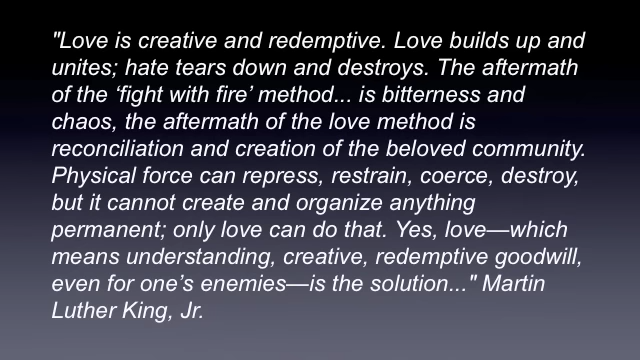 "Love is creative and redemptive. Love builds up and
unites; hate tears down and destroys. The aftermath
of the ‘fight with fire’ method... is bitterness and
chaos, the aftermath of the love method is
reconciliation and creation of the beloved community.
Physical force can repress, restrain, coerce, destroy,
but it cannot create and organize anything
permanent; only love can do that. Yes, love—which
means understanding, creative, redemptive goodwill,
even for one’s enemies—is the solution..." Martin
Luther King, Jr.